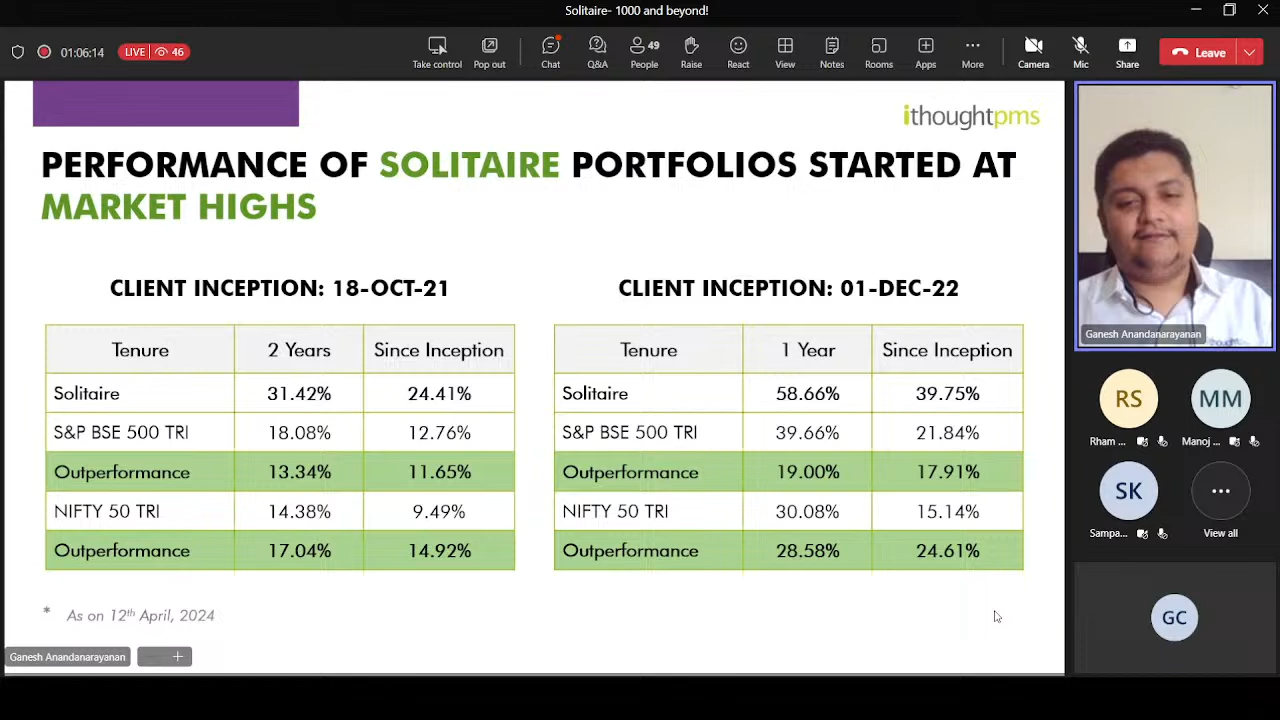 Solitaire- 1000 and beyond!
01:06:14
LIVE 46
Take control
Pop out
Chat
Q&A
49
People
Raise
React
View
Notes
Rooms
Apps
More
Camera
Mic
Share
Leave
ithoughtpms
PERFORMANCE OF SOLITAIRE PORTFOLIOS STARTED AT
MARKET HIGHS
CLIENT INCEPTION: 18-OCT-21
Tenure 2 Years Since Inception
Solitaire 31.42% 24.41%
S&P BSE 500 TRI 18.08% 12.76%
Outperformance 13.34% 11.65%
NIFTY 50 TRI 14.38% 9.49%
Outperformance 17.04% 14.92%
CLIENT INCEPTION: 01-DEC-22
Tenure 1 Year Since Inception
Solitaire 58.66% 39.75%
S&P BSE 500 TRI 39.66% 21.84%
Outperformance 19.00% 17.91%
NIFTY 50 TRI 30.08% 15.14%
Outperformance 28.58% 24.61%
* As on 12th April, 2024
Ganesh Anandanarayanan
Ganesh Anandanarayanan
RS
Rham ...
MM
Manoj ...
SK
Sampa...
View all
GC